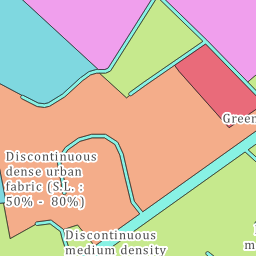 Green
Discontinuous
dense urban
fabric (S.L. :
50% -  80%)
Discontinuous
medium density
m